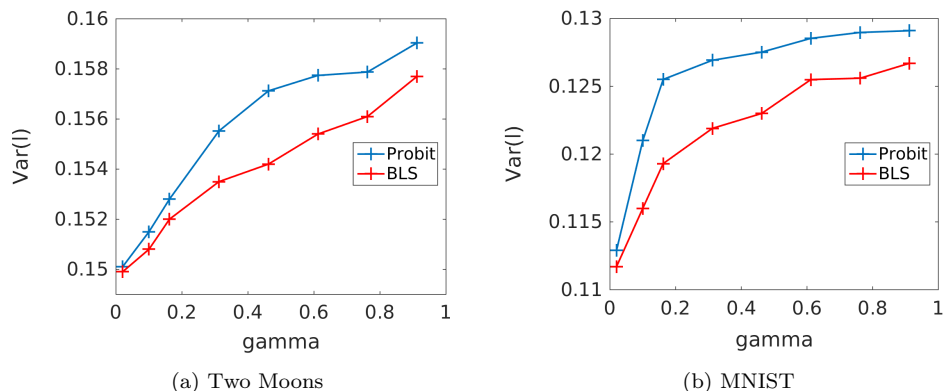 0.16
0.158
0.156
0.154
0.152
0.15
Var(l)
0
0.2
0.4
0.6
0.8
1
gamma
Probit
BLS
(a) Two Moons
0.13
0.125
0.12
0.115
0.11
Var(l)
0
0.2
0.4
0.6
0.8
1
gamma
Probit
BLS
(b) MNIST